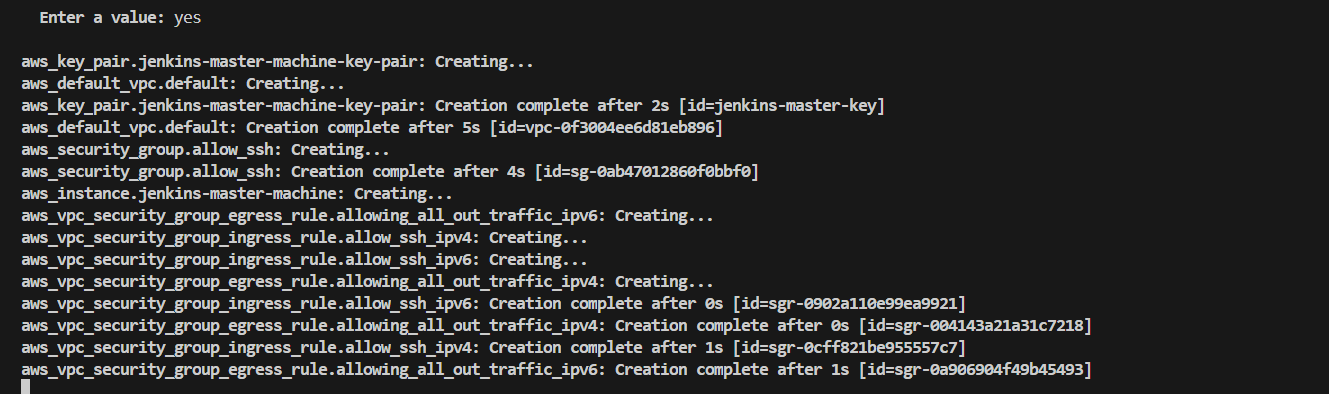 Enter a value: yes
aws_key_pair.jenkins-master-machine-key-pair: Creating...
aws_default_vpc.default: Creating...
aws_key_pair.jenkins-master-machine-key-pair: Creation complete after 2s [id=jenkins-master-key]
aws_default_vpc.default: Creation complete after 5s [id=vpc-0f3004ee6d81eb896]
aws_security_group.allow_ssh: Creating...
aws_security_group.allow_ssh: Creation complete after 4s [id=sg-0ab47012860f0bbf0]
aws_instance.jenkins-master-machine: Creating...
aws_vpc_security_group_egress_rule.allowing_all_out_traffic_ipv6: Creating...
aws_vpc_security_group_ingress_rule.allow_ssh_ipv4: Creating...
aws_vpc_security_group_ingress_rule.allow_ssh_ipv6: Creating...
aws_vpc_security_group_egress_rule.allowing_all_out_traffic_ipv4: Creating...
aws_vpc_security_group_ingress_rule.allow_ssh_ipv6: Creation complete after 0s [id=sgr-0902a110e99ea9921]
aws_vpc_security_group_egress_rule.allowing_all_out_traffic_ipv4: Creation complete after 0s [id=sgr-004143a21a31c7218]
aws_vpc_security_group_ingress_rule.allow_ssh_ipv4: Creation complete after 1s [id=sgr-0cff821be955557c7]
aws_vpc_security_group_egress_rule.allowing_all_out_traffic_ipv6: Creation complete after 1s [id=sgr-0a906904f49b45493]